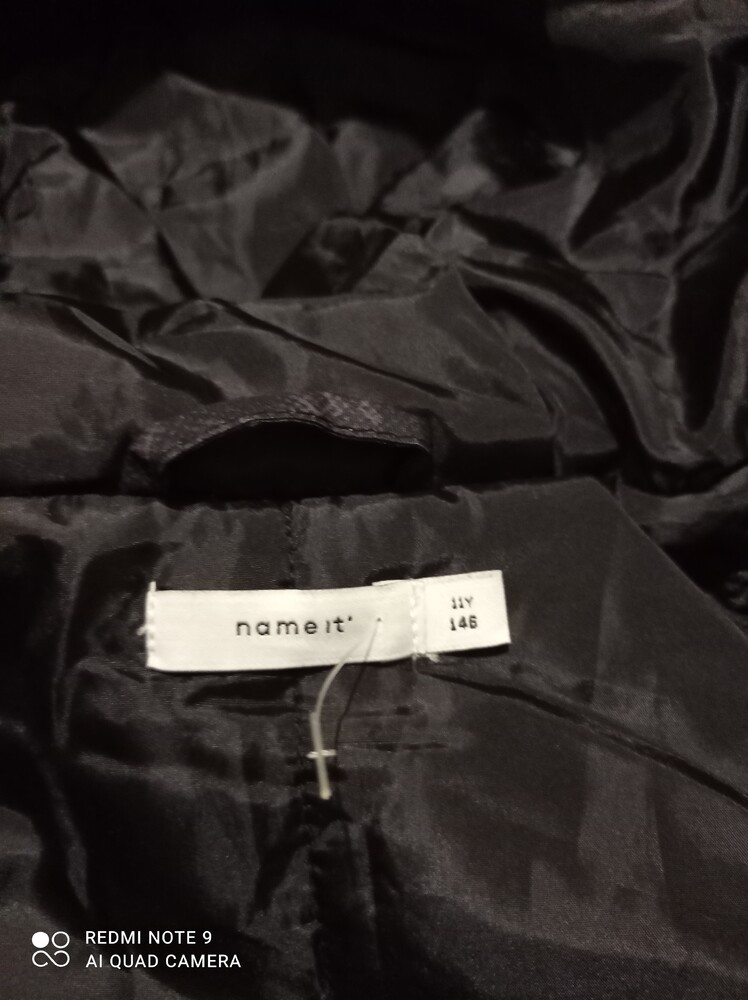 name it'
11Y
146
REDMI NOTE 9
AI QUAD CAMERA